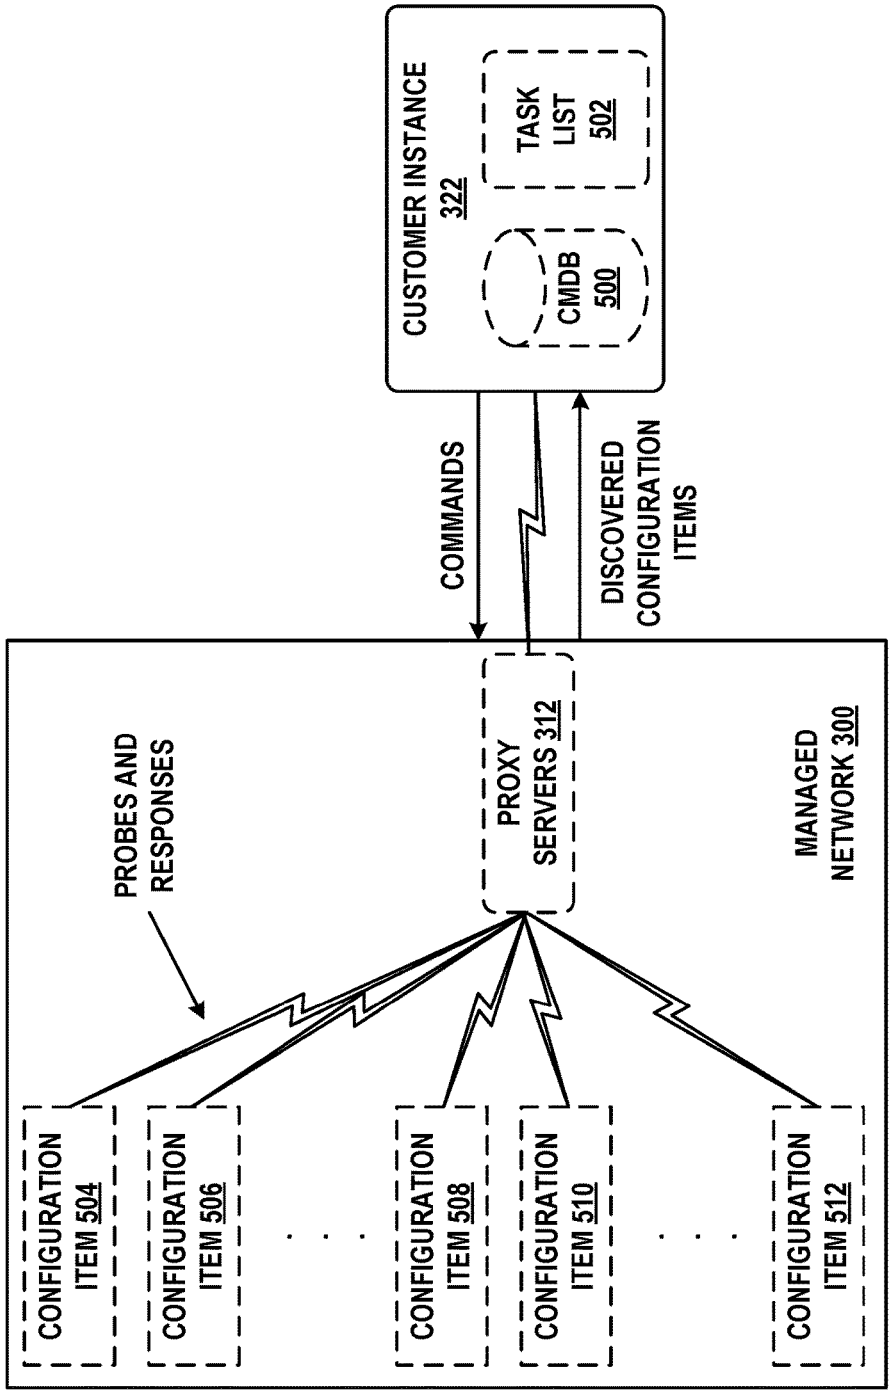 CUSTOMER INSTANCE
322
TASK
LIST
502
CMDB
500
COMMANDS
DISCOVERED
CONFIGURATION
ITEMS
PROBES AND
RESPONSES
PROXY
SERVERS 312
MANAGED
NETWORK 300
CONFIGURATION
ITEM 504
CONFIGURATION
ITEM 506
. . .
CONFIGURATION
ITEM 508
CONFIGURATION
ITEM 510
. . .
CONFIGURATION
ITEM 512